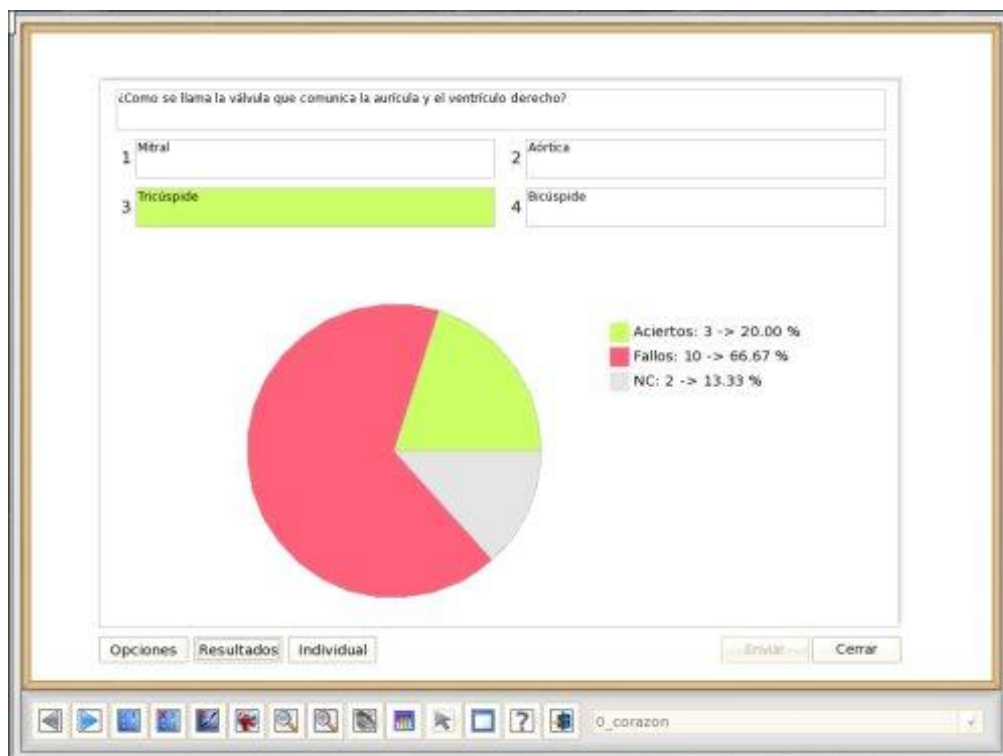 ¿Como se llama la válvula que comunica la aurícula y el ventrículo derecho?
1 Mitral
2 Aórtica
3 Tricúspide
4 Bicúspide
Aciertos: 3 -> 20.00 %
Fallos: 10 -> 66.67 %
NC: 2 -> 13.33 %
Opciones Resultados Individual Enviar Cerrar
? 0_corazon